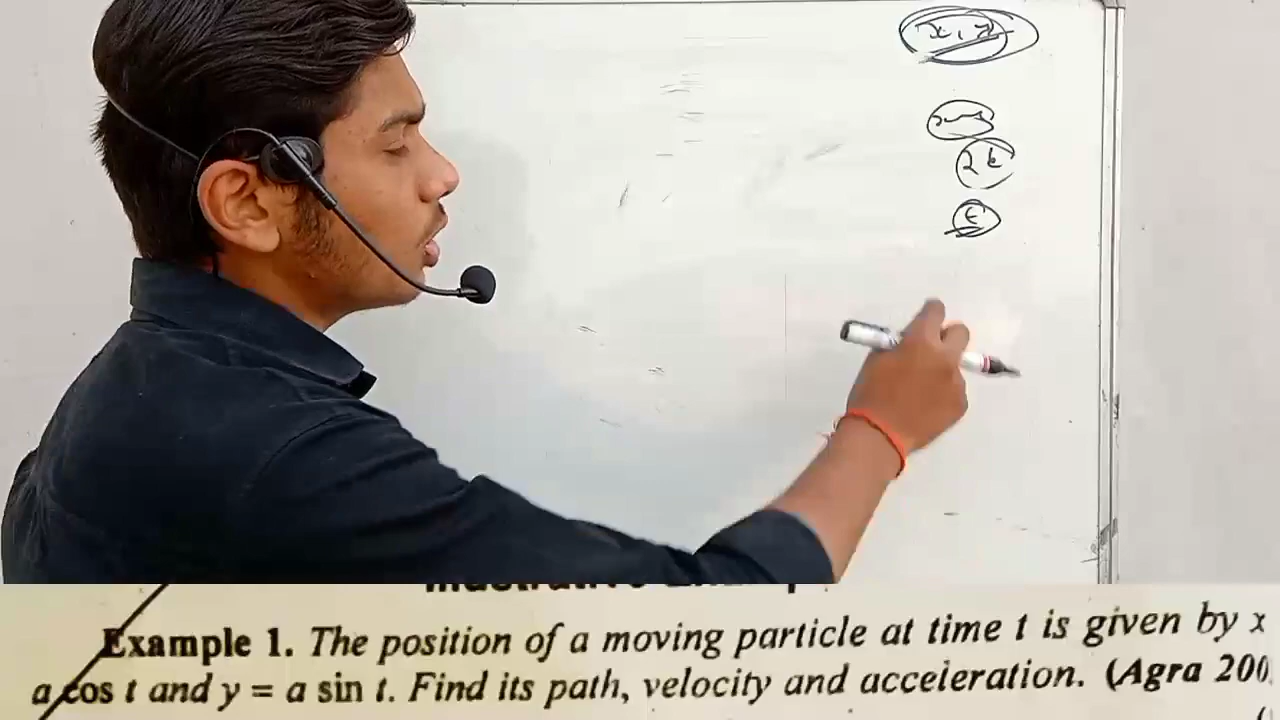 Example 1. The position of a moving particle at time t is given by x
a cos t and y = a sin t. Find its path, velocity and acceleration. (Agra 200